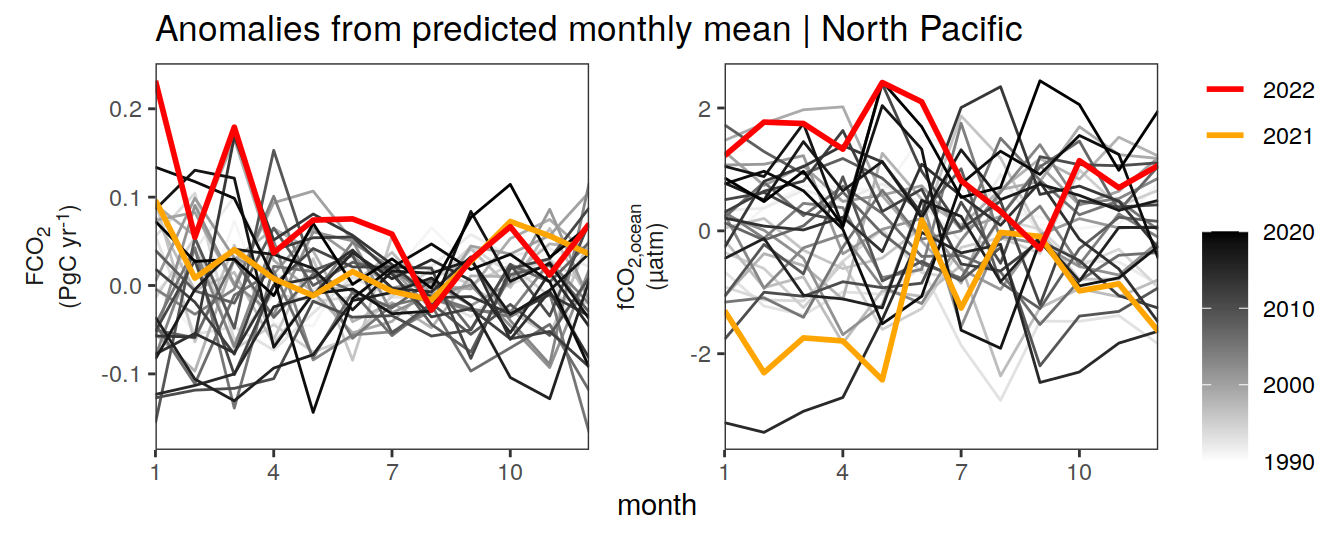 Anomalies from predicted monthly mean | North Pacific
FCO2
(PgC yr-1)
0.2
0.1
0.0
-0.1
1 4 7 10
fCO2,ocean
(µatm)
2
0
-2
1 4 7 10
month
2022
2021
2020
2010
2000
1990